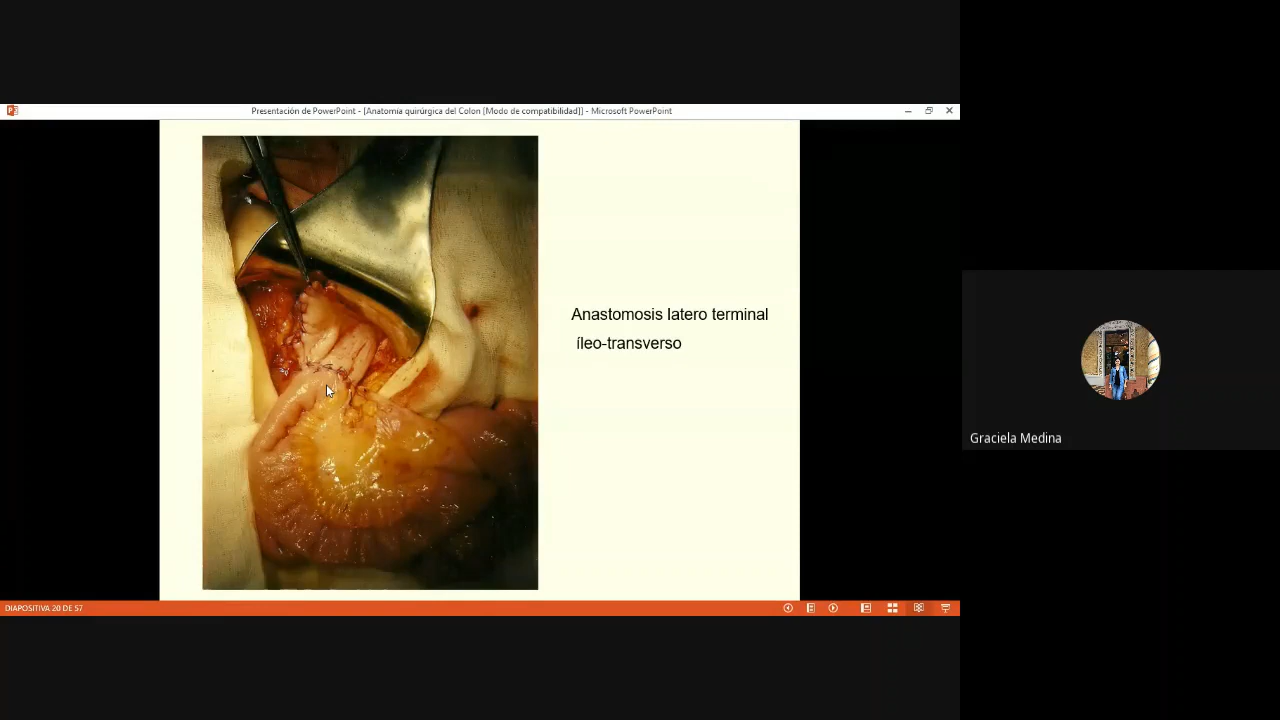 Presentación de PowerPoint - [Anatomía quirúrgica del Colon [Modo de compatibilidad]] - Microsoft PowerPoint
Anastomosis latero terminal
íleo-transverso
Graciela Medina
DIAPOSITIVA 20 DE 57